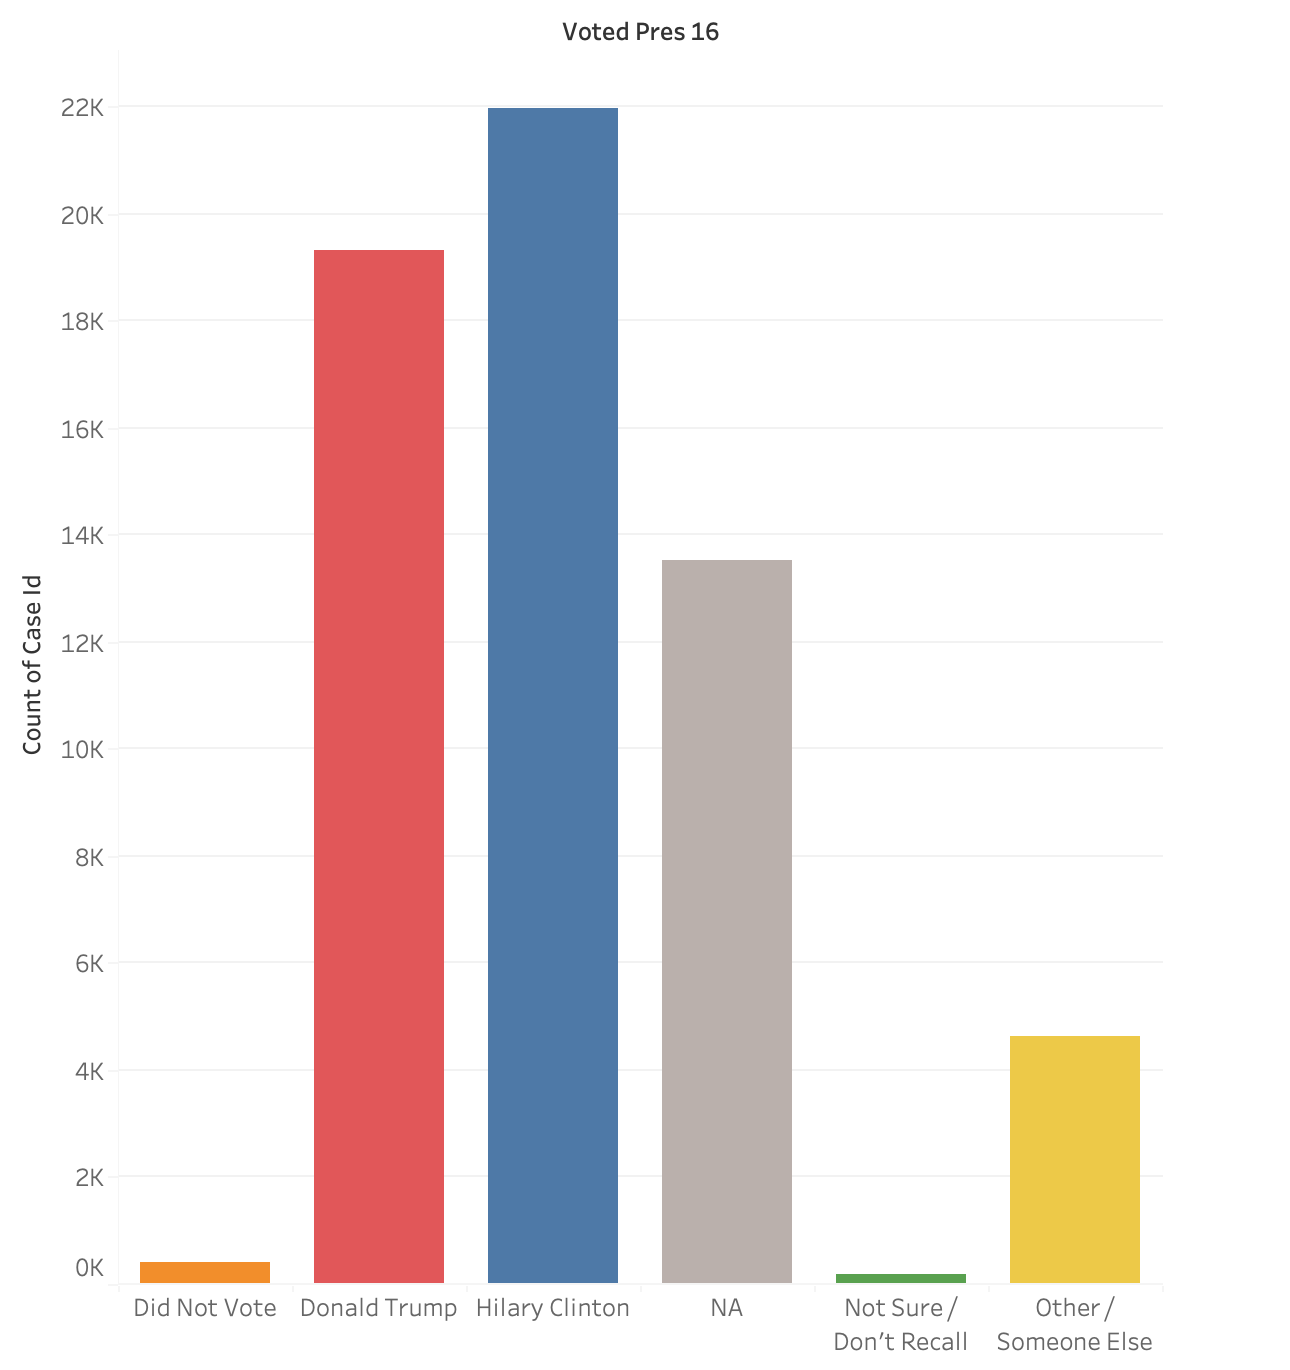 Voted Pres 16
22K
20K
18K
16K
14K
12K
10K
8K
6K
4K
2K
0K
Count of Case Id
Did Not Vote
Donald Trump
Hilary Clinton
NA
Not Sure /
Don't Recall
Other /
Someone Else